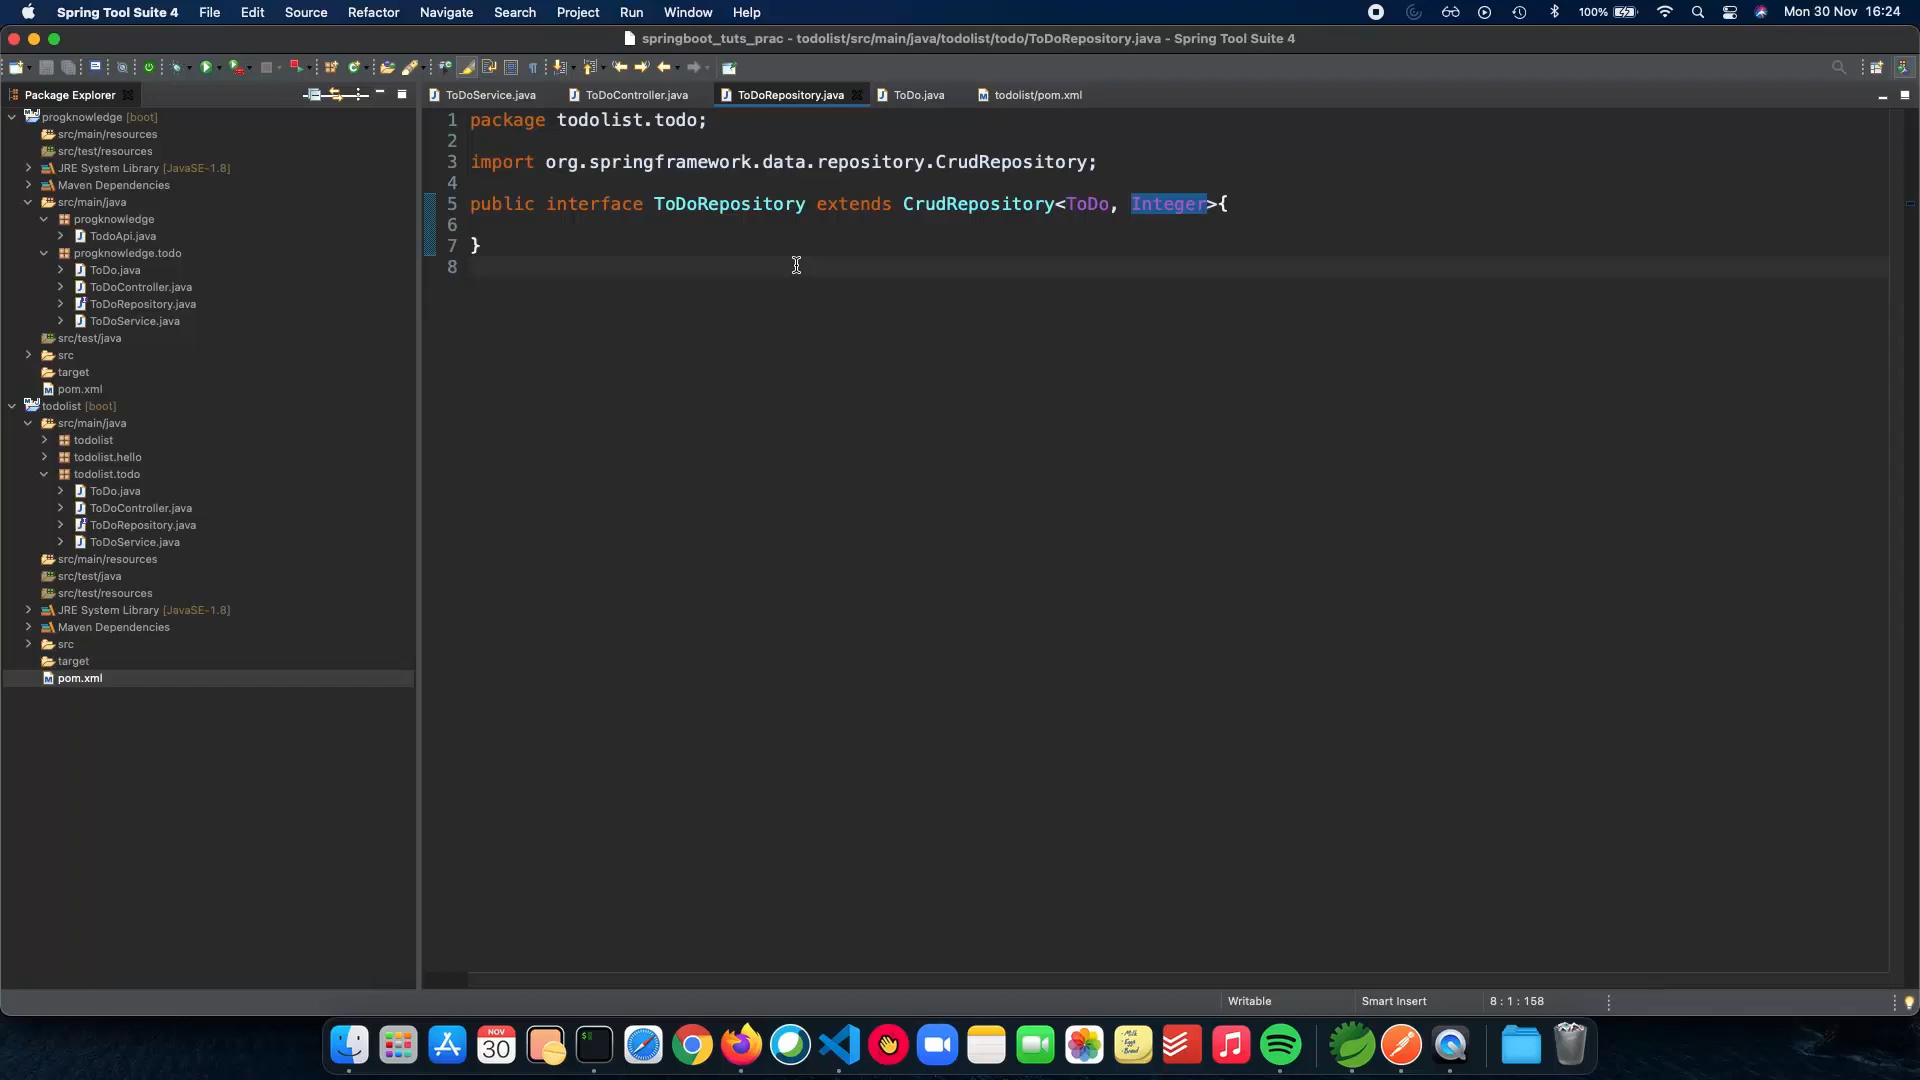 Spring Tool Suite 4 File Edit Source Refactor Navigate Search Project Run Window Help 100% Mon 30 Nov 16:24
springboot_tuts_prac - todolist/src/main/java/todolist/todo/ToDoRepository.java - Spring Tool Suite 4
Package Explorer
ToDoService.java ToDoController.java ToDoRepository.java ToDo.java todolist/pom.xml
progknowledge [boot]
src/main/resources
src/test/resources
JRE System Library [JavaSE-1.8]
Maven Dependencies
src/main/java
progknowledge
TodoApi.java
progknowledge.todo
ToDo.java
ToDoController.java
ToDoRepository.java
ToDoService.java
src/test/java
src
target
pom.xml
todolist [boot]
src/main/java
todolist
todolist.hello
todolist.todo
ToDo.java
ToDoController.java
ToDoRepository.java
ToDoService.java
src/main/resources
src/test/java
src/test/resources
JRE System Library [JavaSE-1.8]
Maven Dependencies
src
target
pom.xml
1 package todolist.todo;
2
3 import org.springframework.data.repository.CrudRepository;
4
5 public interface ToDoRepository extends CrudRepository<ToDo, Integer>{
6
7 }
8
Writable Smart Insert 8 : 1 : 158
NOV
30